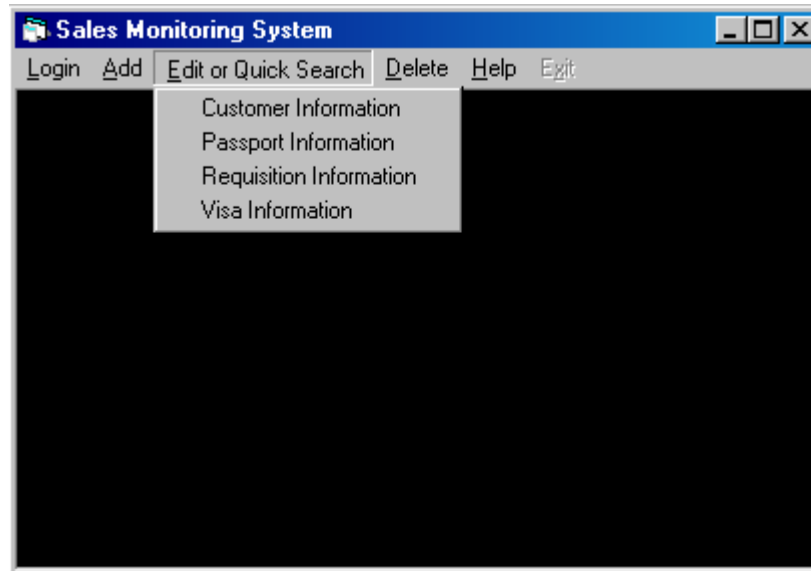 Sales Monitoring System
Login Add Edit or Quick Search Delete Help Exit
Customer Information
Passport Information
Requisition Information
Visa Information